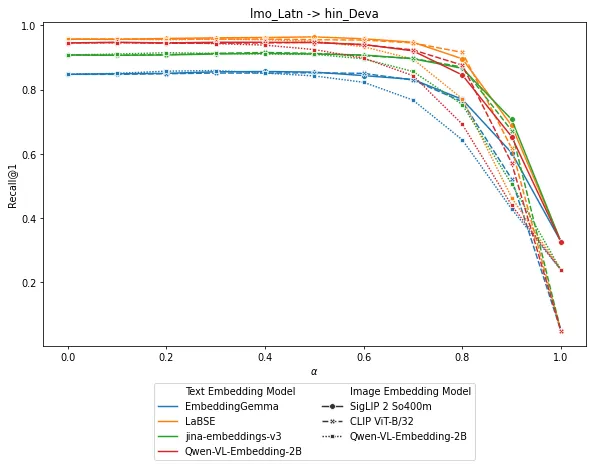 lmo_Latn -> hin_Deva
1.0
0.8
0.6
0.4
0.2
Recall@1
0.0 0.2 0.4 0.6 0.8 1.0
α
Text Embedding Model Image Embedding Model
EmbeddingGemma SigLIP 2 So400m
LaBSE CLIP ViT-B/32
jina-embeddings-v3 Qwen-VL-Embedding-2B
Qwen-VL-Embedding-2B